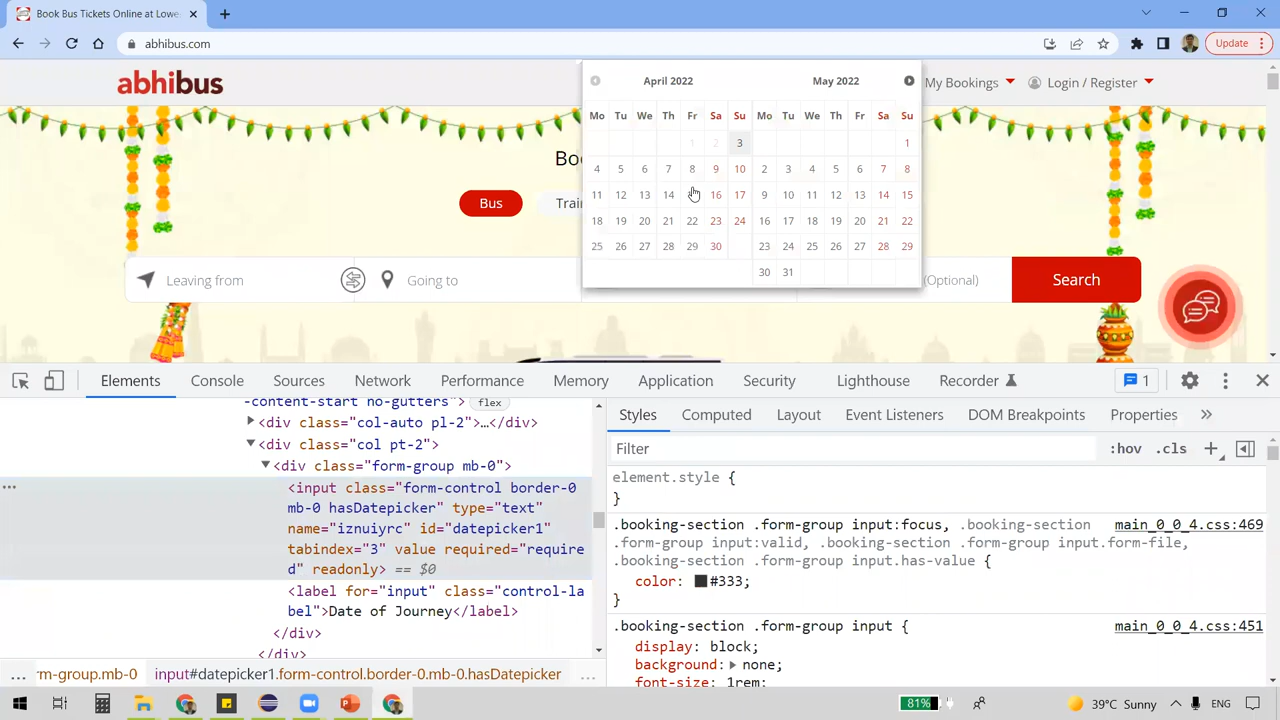 Book Bus Tickets Online at Lowe
abhibus.com
Update
abhibus
My Bookings
Login / Register
April 2022
May 2022
Mo Tu We Th Fr Sa Su Mo Tu We Th Fr Sa Su
1 2 3 1
4 5 6 7 8 9 10 2 3 4 5 6 7 8
11 12 13 14 16 17 9 10 11 12 13 14 15
18 19 20 21 22 23 24 16 17 18 19 20 21 22
25 26 27 28 29 30 23 24 25 26 27 28 29
30 31
Bo
Bus
Trai
Leaving from
Going to
(Optional)
Search
Elements Console Sources Network Performance Memory Application Security Lighthouse Recorder 1
-content-start no-gutters"> flex
<div class="col-auto pl-2">…</div>
<div class="col pt-2">
<div class="form-group mb-0">
<input class="form-control border-0
mb-0 hasDatepicker" type="text"
name="iznuiyrc" id="datepicker1"
tabindex="3" value required="require
d" readonly> == $0
<label for="input" class="control-la
bel">Date of Journey</label>
</div>
</div>
... rm-group.mb-0 input#datepicker1.form-control.border-0.mb-0.hasDatepicker ...
Styles Computed Layout Event Listeners DOM Breakpoints Properties »
Filter
:hov .cls +
element.style {
}
.booking-section .form-group input:focus, .booking-section main_0_0_4.css:469
.form-group input:valid, .booking-section .form-group input.form-file,
.booking-section .form-group input.has-value {
color: #333;
}
.booking-section .form-group input { main_0_0_4.css:451
display: block;
background: none;
font-size: 1rem;
81%
39°C Sunny
ENG